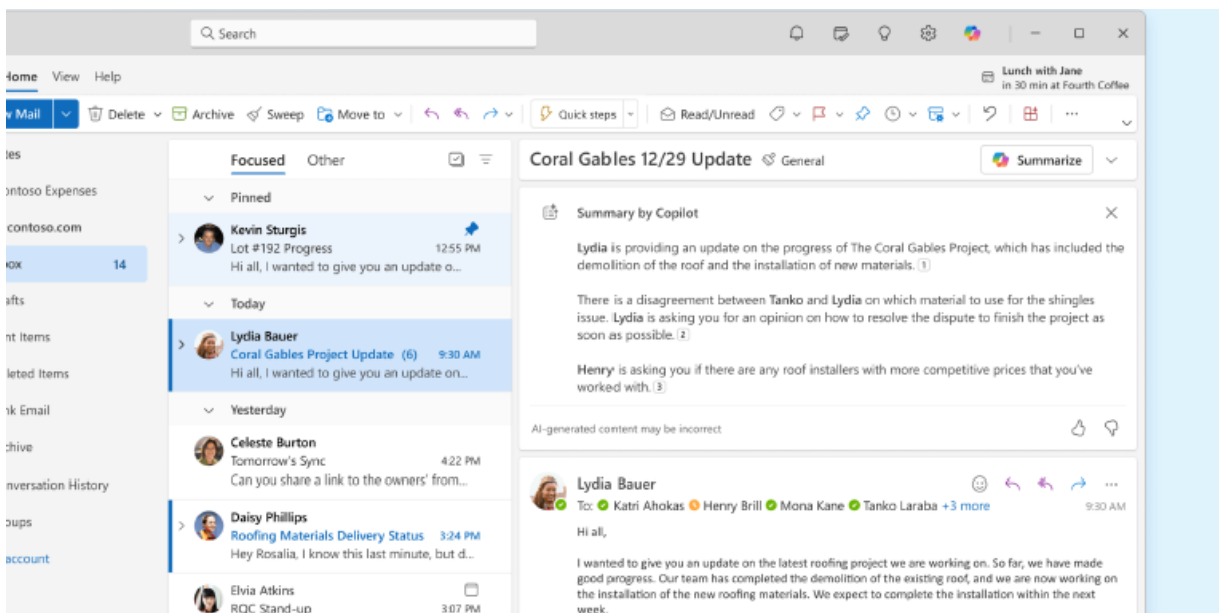 Search
Home View Help
Lunch with Jane
in 30 min at Fourth Coffee
w Mail Delete Archive Sweep Move to Quick steps Read/Unread
tes
ontoso Expenses
contoso.com
ox 14
afts
nt Items
leted Items
nk Email
chive
nversation History
oups
account
Focused Other
Pinned
Kevin Sturgis
Lot #192 Progress 12:55 PM
Hi all, I wanted to give you an update o...
Today
Lydia Bauer
Coral Gables Project Update (6) 9:30 AM
Hi all, I wanted to give you an update on...
Yesterday
Celeste Burton
Tomorrow's Sync 4:22 PM
Can you share a link to the owners' from...
Daisy Phillips
Roofing Materials Delivery Status 3:24 PM
Hey Rosalia, I know this last minute, but d...
Elvia Atkins
RQC Stand-up 3:07 PM
Coral Gables 12/29 Update General Summarize
Summary by Copilot
Lydia is providing an update on the progress of The Coral Gables Project, which has included the
demolition of the roof and the installation of new materials. 1
There is a disagreement between Tanko and Lydia on which material to use for the shingles
issue. Lydia is asking you for an opinion on how to resolve the dispute to finish the project as
soon as possible. 2
Henry is asking you if there are any roof installers with more competitive prices that you've
worked with. 3
AI-generated content may be incorrect
Lydia Bauer
To: Katri Ahokas Henry Brill Mona Kane Tanko Laraba +3 more 9:30 AM
Hi all,
I wanted to give you an update on the latest roofing project we are working on. So far, we have made
good progress. Our team has completed the demolition of the existing roof, and we are now working on
the installation of the new roofing materials. We expect to complete the installation within the next
week.